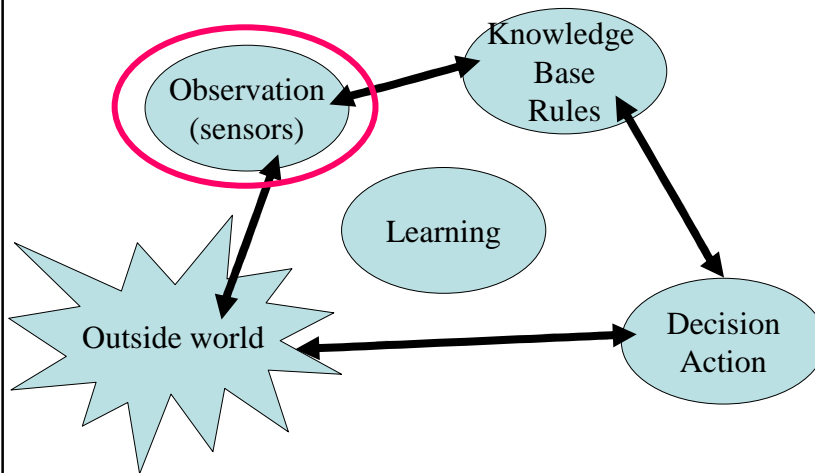 Observation
(sensors)
Knowledge
Base
Rules
Learning
Outside world
Decision
Action